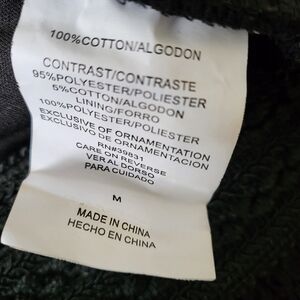 100%COTTON/ALGODON
CONTRAST/CONTRASTE
95%POLYESTER/POLIESTER
5%COTTON/ALGODON
LINING/FORRO
100%POLYESTER/POLIESTER
EXCLUSIVE OF ORNAMENTATION
EXCLUSIVO DE ORNAMENTACION
RN#39831
CARE ON REVERSE
VER AL DORSO
PARA CUIDADO
M
MADE IN CHINA
HECHO EN CHINA